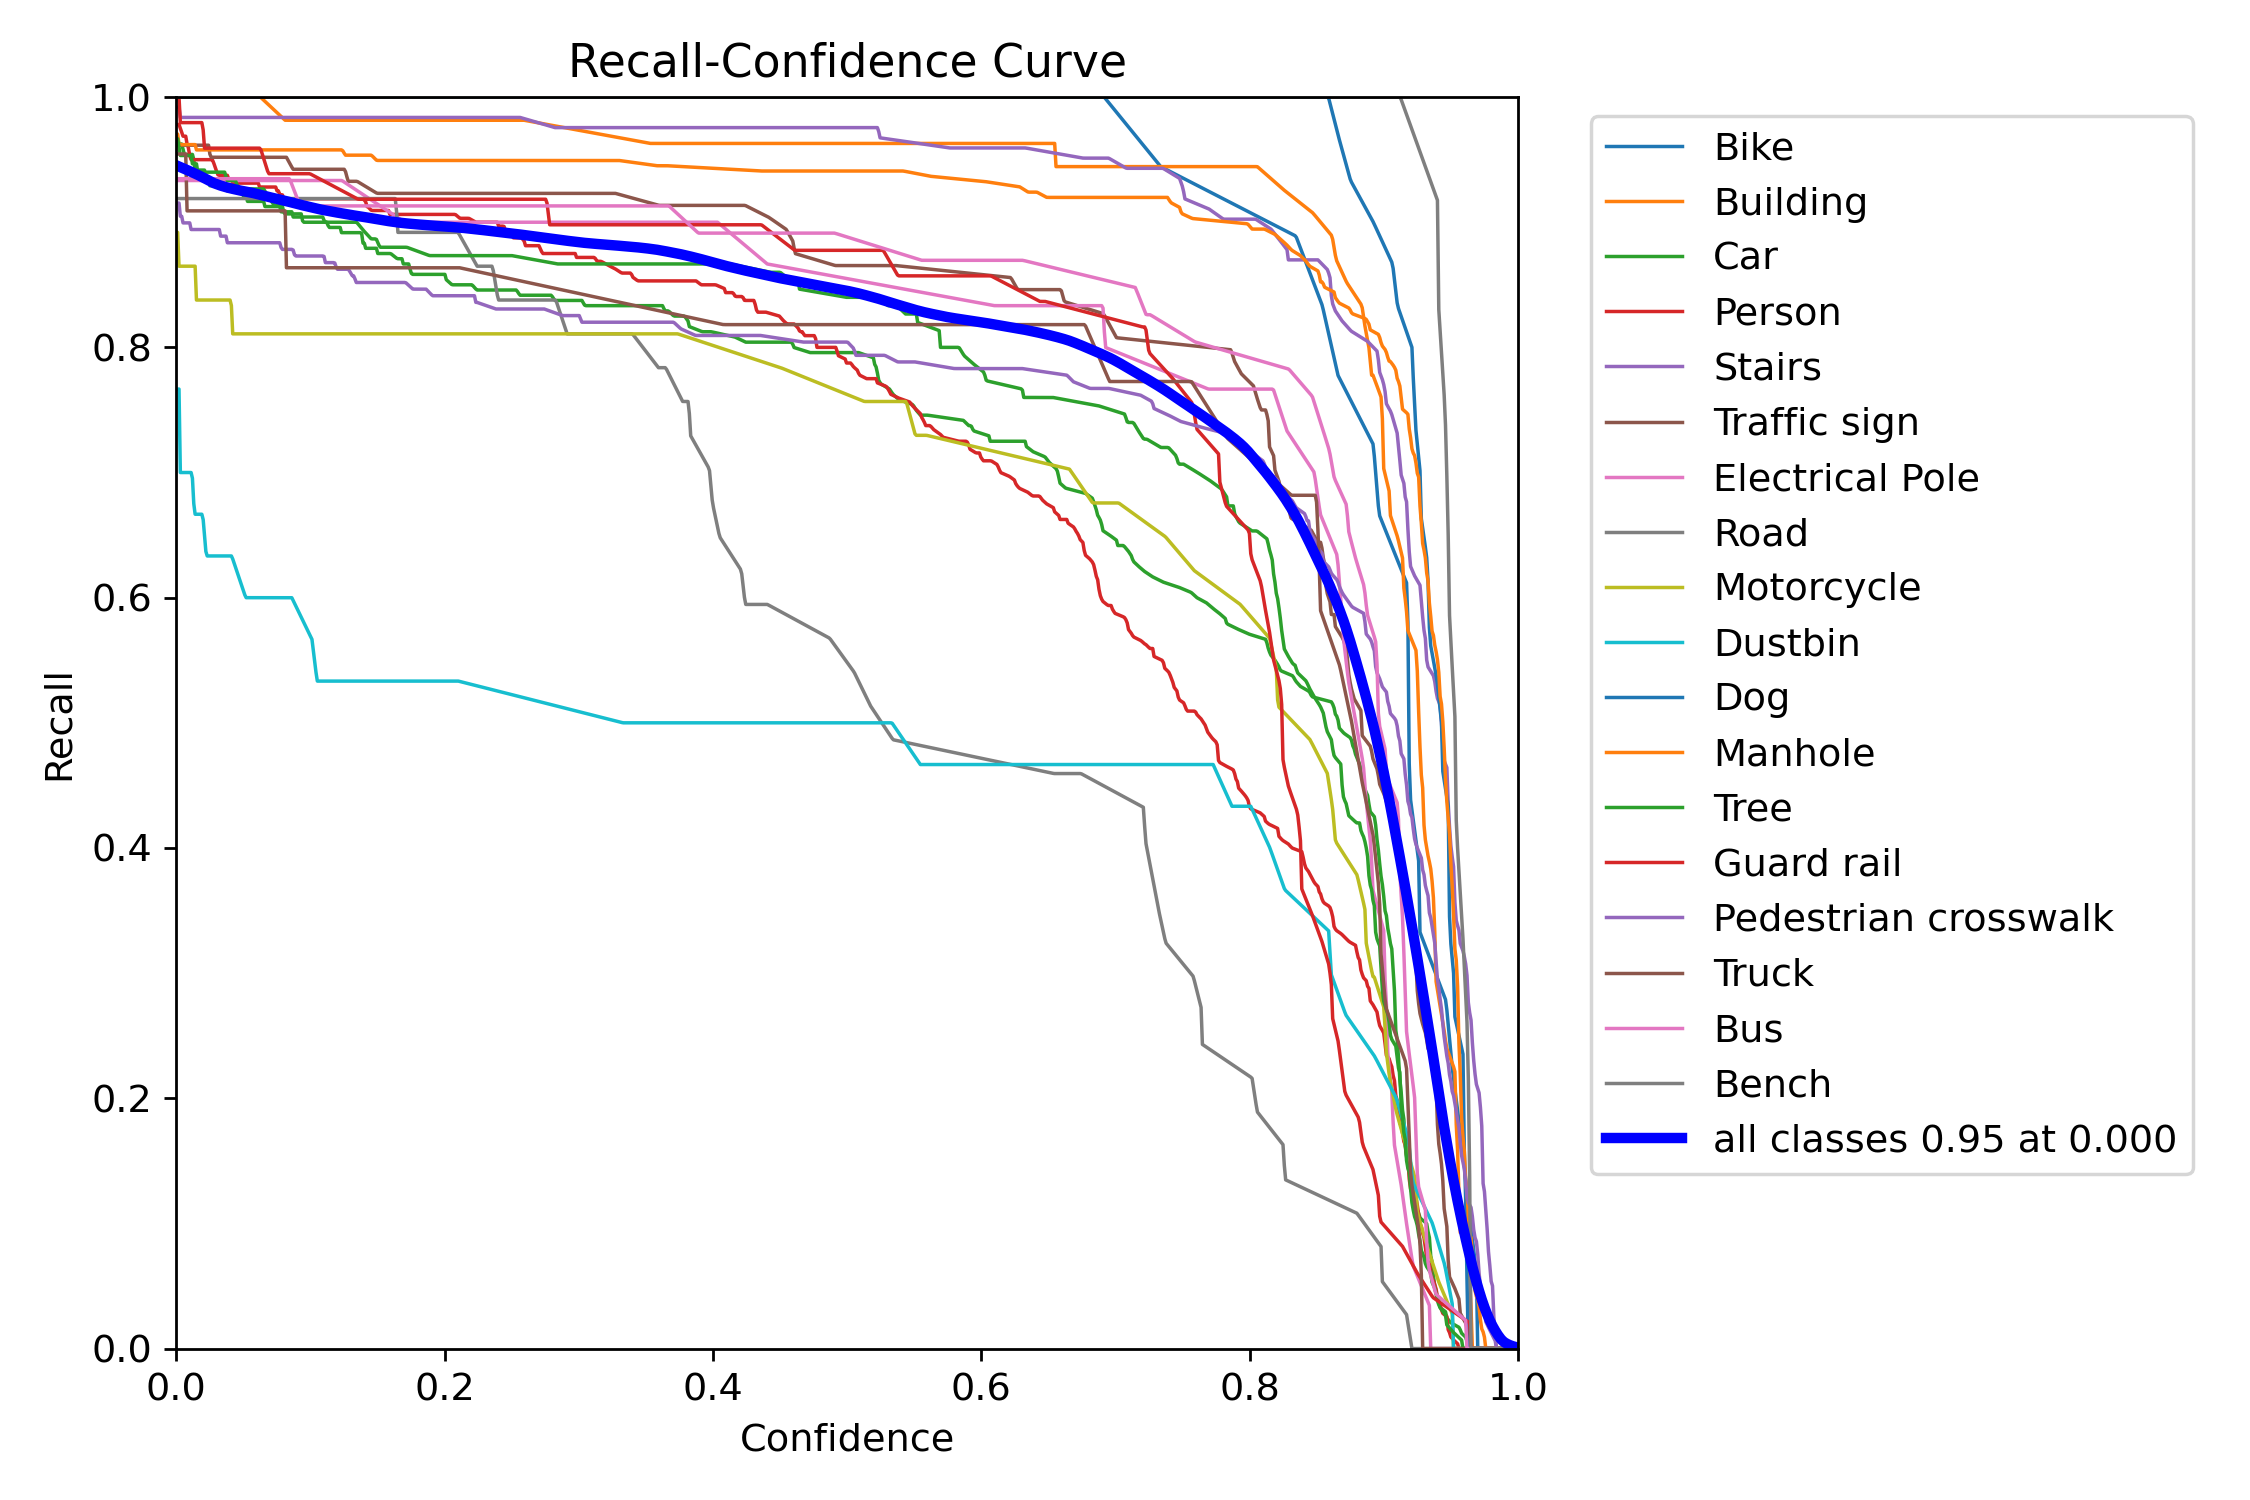 Recall-Confidence Curve
1.0
0.8
0.6
0.4
0.2
0.0
Recall
0.0 0.2 0.4 0.6 0.8 1.0
Confidence
Bike
Building
Car
Person
Stairs
Traffic sign
Electrical Pole
Road
Motorcycle
Dustbin
Dog
Manhole
Tree
Guard rail
Pedestrian crosswalk
Truck
Bus
Bench
all classes 0.95 at 0.000